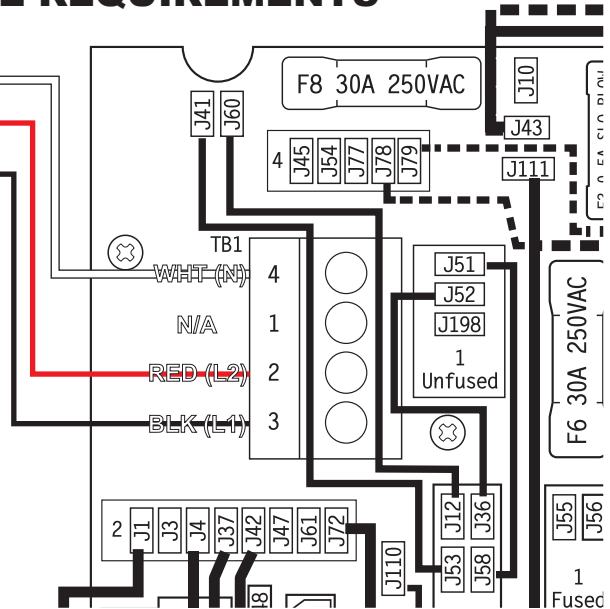 E REQUIREMENTS
F8 30A 250VAC
J10
J41
J60
J43
4
J45
J54
J77
J78
J79
J111
TB1
WHT (N)
4
N/A
1
RED (L2)
2
BLK (L1)
3
J51
J52
J198
1
Unfused
F6 30A 250VAC
2
J1
J3
J4
J37
J42
J47
J61
J72
J12
J36
J53
J58
J110
J55
J56
1
Fused
48